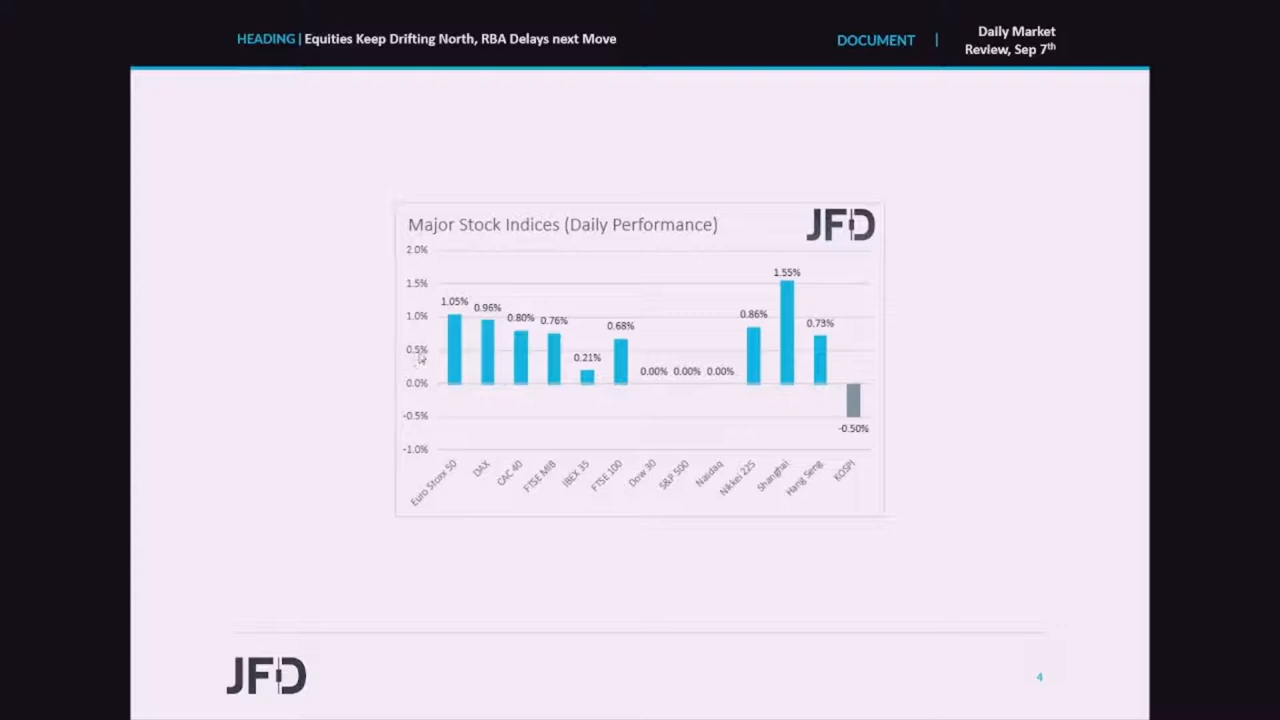 HEADING | Equities Keep Drifting North, RBA Delays next Move
DOCUMENT |
Daily Market
Review, Sep 7th
Major Stock Indices (Daily Performance)
JFD
2.0%
1.5%
1.0%
0.5%
0.0%
-0.5%
-1.0%
1.05%
0.96%
0.80%
0.76%
0.21%
0.68%
0.00%
0.00%
0.00%
0.86%
1.55%
0.73%
-0.50%
Euro Stoxx 50
DAX
CAC 40
FTSE MIB
IBEX 35
FTSE 100
Dow 30
S&P 500
Nasdaq
Nikkei 225
Shanghai
Hang Seng
KOSPI
JFD
4